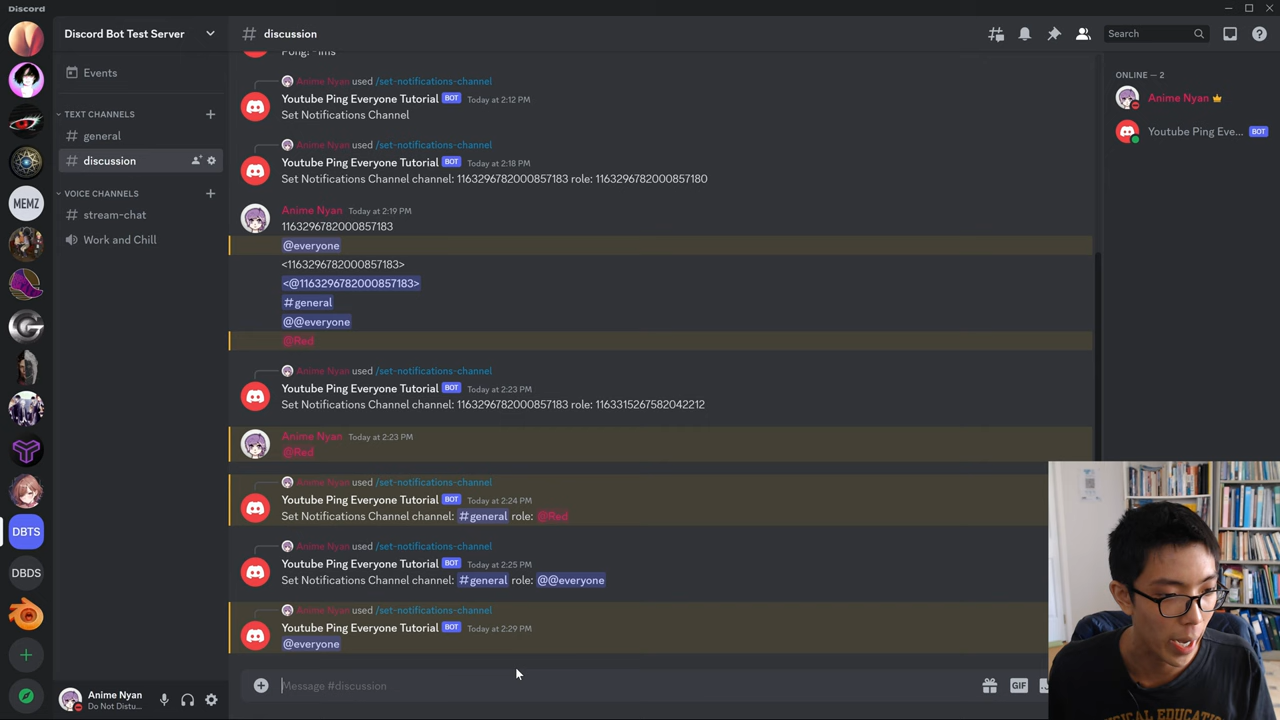 Discord
Discord Bot Test Server
Events
TEXT CHANNELS
general
discussion
VOICE CHANNELS
stream-chat
Work and Chill
MEMZ
DBTS
DBDS
Anime Nyan
Do Not Distu...
# discussion
Search
Pong! -1ms
Anime Nyan used /set-notifications-channel
Youtube Ping Everyone Tutorial BOT Today at 2:12 PM
Set Notifications Channel
Anime Nyan used /set-notifications-channel
Youtube Ping Everyone Tutorial BOT Today at 2:18 PM
Set Notifications Channel channel: 1163296782000857183 role: 1163296782000857180
Anime Nyan Today at 2:19 PM
1163296782000857183
@everyone
<1163296782000857183>
<@1163296782000857183>
#general
@@everyone
@Red
Anime Nyan used /set-notifications-channel
Youtube Ping Everyone Tutorial BOT Today at 2:23 PM
Set Notifications Channel channel: 1163296782000857183 role: 1163315267582042212
Anime Nyan Today at 2:23 PM
@Red
Anime Nyan used /set-notifications-channel
Youtube Ping Everyone Tutorial BOT Today at 2:24 PM
Set Notifications Channel channel: #general role: @Red
Anime Nyan used /set-notifications-channel
Youtube Ping Everyone Tutorial BOT Today at 2:25 PM
Set Notifications Channel channel: #general role: @@everyone
Anime Nyan used /set-notifications-channel
Youtube Ping Everyone Tutorial BOT Today at 2:29 PM
@everyone
Message #discussion
GIF
ONLINE — 2
Anime Nyan
Youtube Ping Eve... BOT